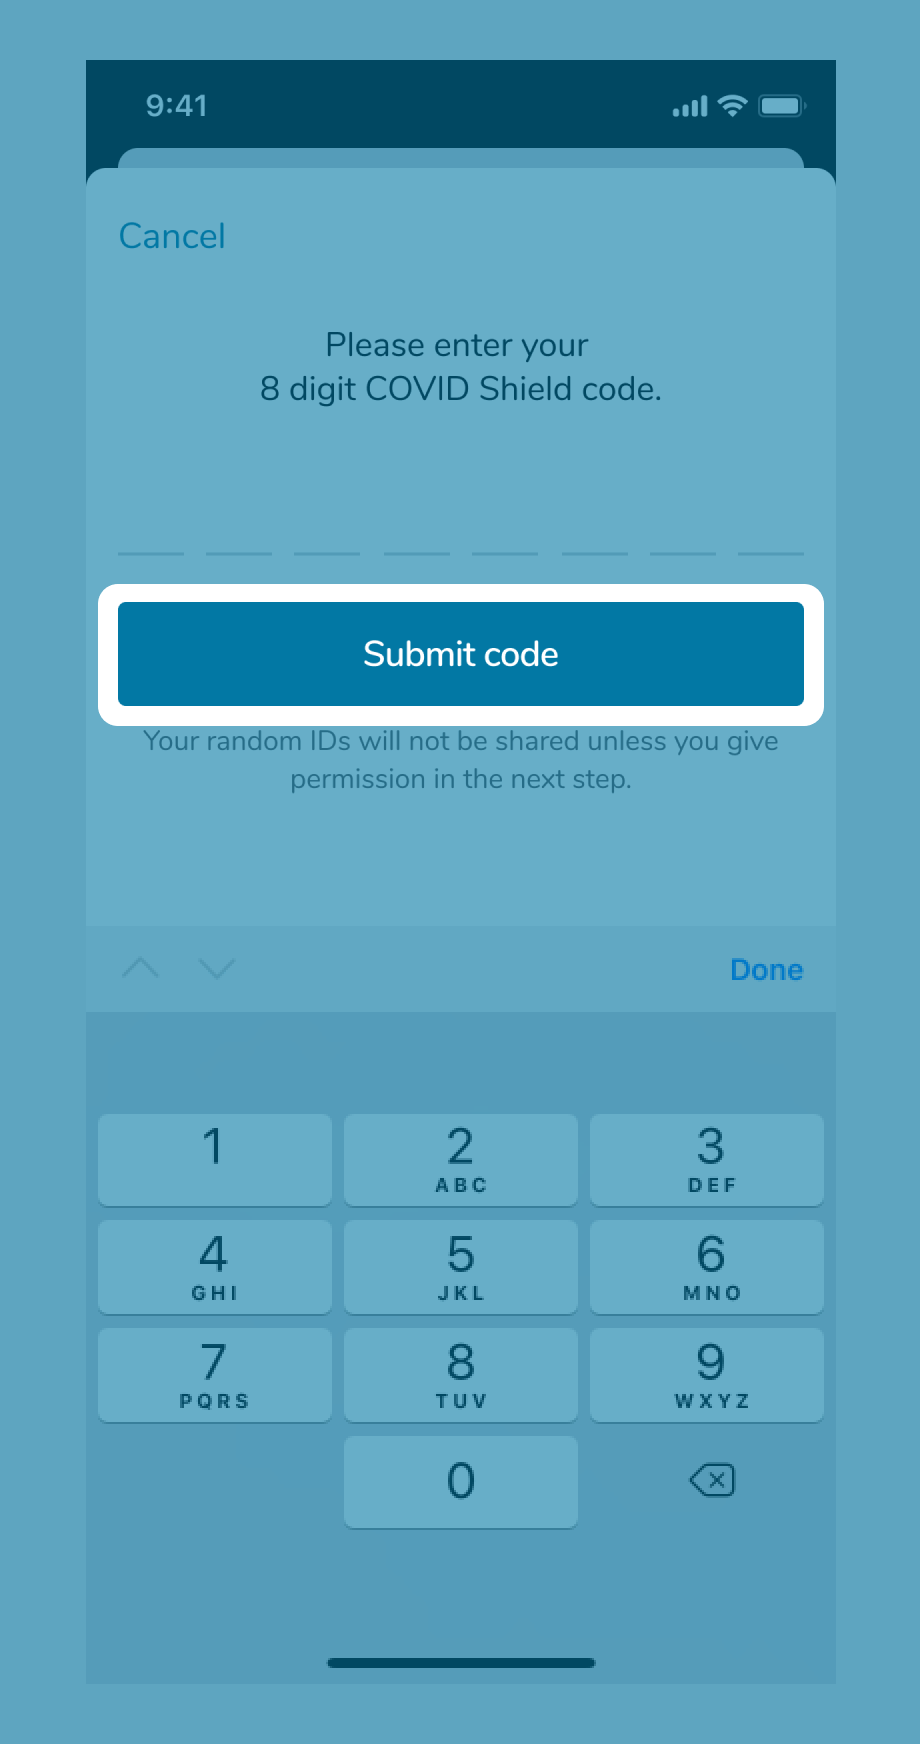 9:41
Cancel
Please enter your
8 digit COVID Shield code.
Submit code
Your random IDs will not be shared unless you give
permission in the next step.
Done
1
2
3
ABC
DEF
4
5
6
GHI
JKL
MNO
7
8
9
PQRS
TUV
WXYZ
0